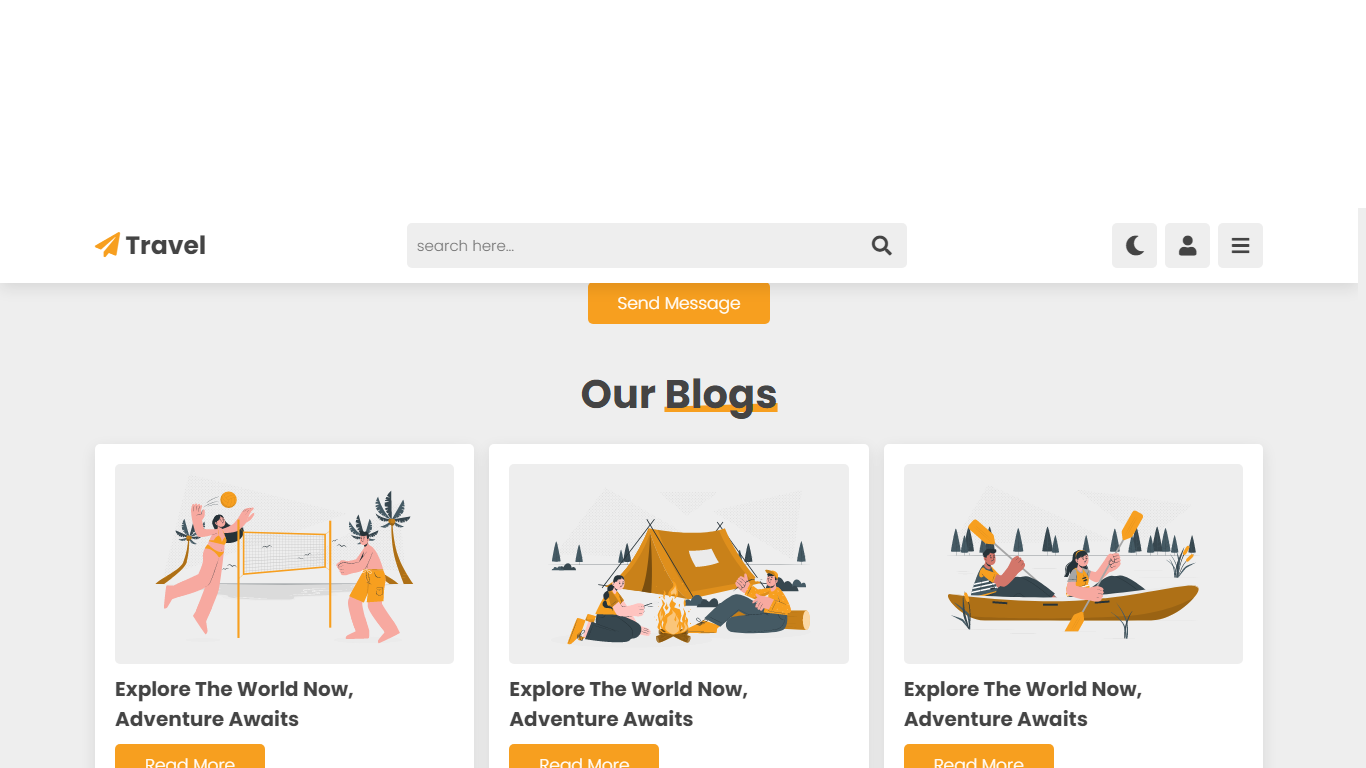 Travel
search here...
Send Message
Our Blogs
Explore The World Now,
Adventure Awaits
Read More
Explore The World Now,
Adventure Awaits
Read More
Explore The World Now,
Adventure Awaits
Read More